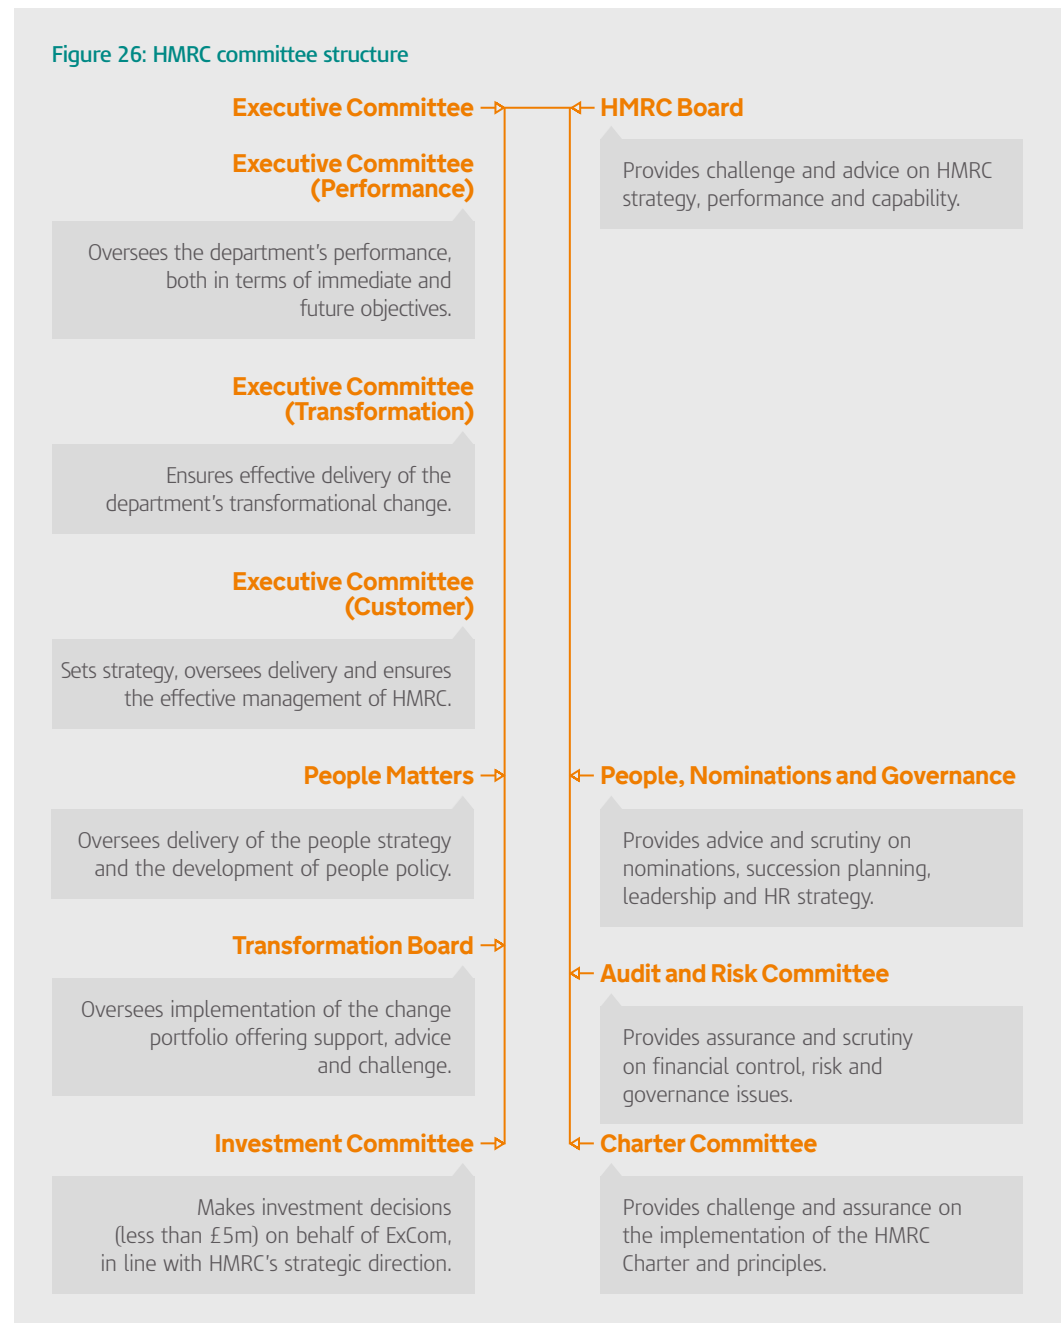 Figure 26: HMRC committee structure
Executive Committee
Executive Committee
(Performance)
Oversees the department's performance,
both in terms of immediate and
future objectives.
Executive Committee
(Transformation)
Ensures effective delivery of the
department's transformational change.
Executive Committee
(Customer)
Sets strategy, oversees delivery and ensures
the effective management of HMRC.
People Matters
Oversees delivery of the people strategy
and the development of people policy.
Transformation Board
Oversees implementation of the change
portfolio offering support, advice
and challenge.
Investment Committee
Makes investment decisions
(less than £5m) on behalf of ExCom,
in line with HMRC's strategic direction.
HMRC Board
Provides challenge and advice on HMRC
strategy, performance and capability.
People, Nominations and Governance
Provides advice and scrutiny on
nominations, succession planning,
leadership and HR strategy.
Audit and Risk Committee
Provides assurance and scrutiny
on financial control, risk and
governance issues.
Charter Committee
Provides challenge and assurance on
the implementation of the HMRC
Charter and principles.